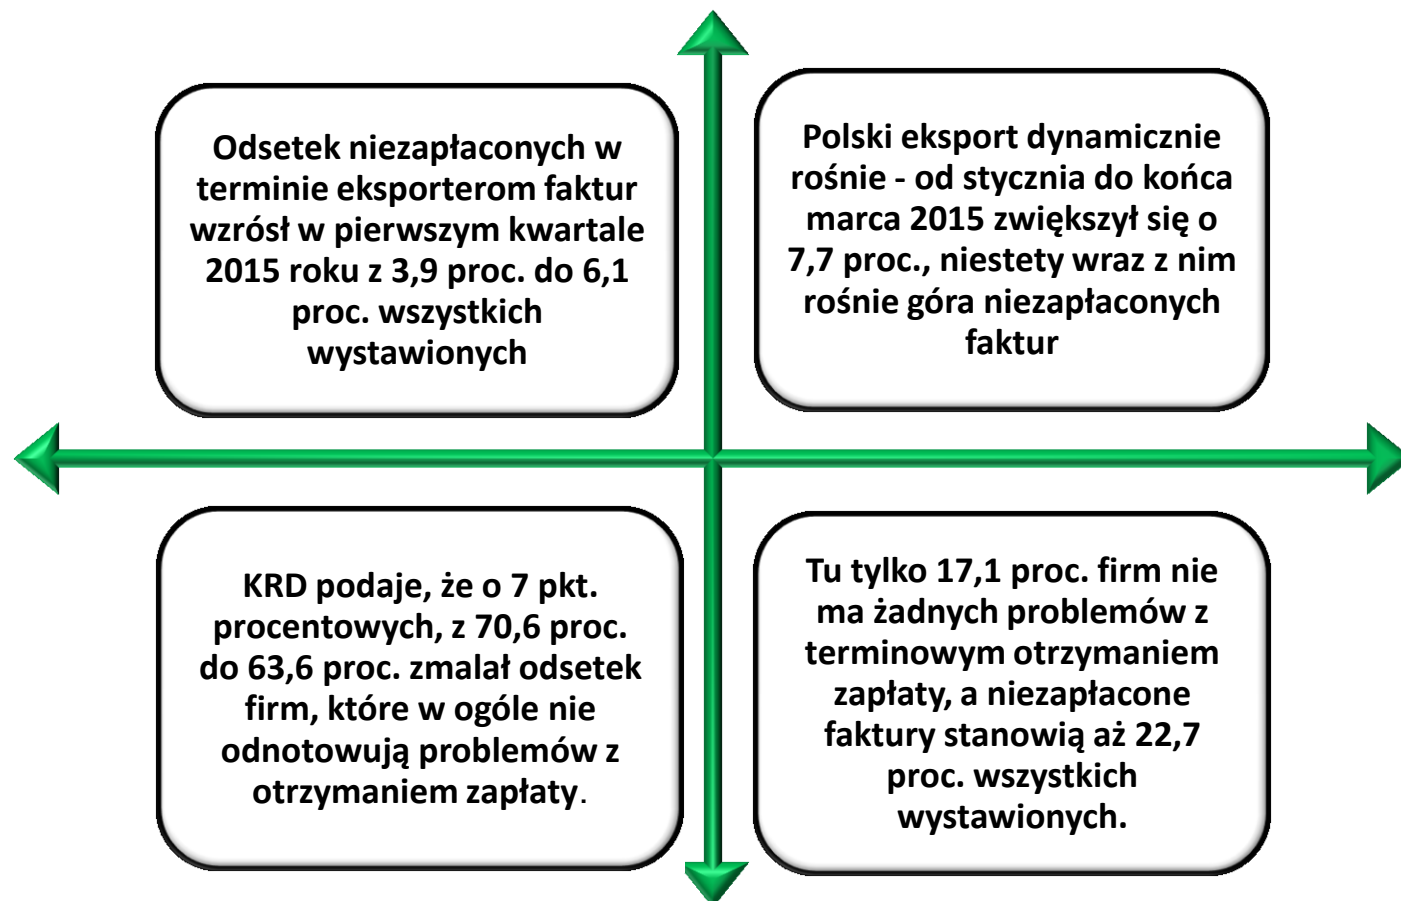 Odsetek niezapłaconych w
terminie eksporterom faktur
wzrósł w pierwszym kwartale
2015 roku z 3,9 proc. do 6,1
proc. wszystkich
wystawionych
Polski eksport dynamicznie
rośnie - od stycznia do końca
marca 2015 zwiększył się o
7,7 proc., niestety wraz z nim
rośnie góra niezapłaconych
faktur
KRD podaje, że o 7 pkt.
procentowych, z 70,6 proc.
do 63,6 proc. zmalał odsetek
firm, które w ogóle nie
odnotowują problemów z
otrzymaniem zapłaty.
Tu tylko 17,1 proc. firm nie
ma żadnych problemów z
terminowym otrzymaniem
zapłaty, a niezapłacone
faktury stanowią aż 22,7
proc. wszystkich
wystawionych.